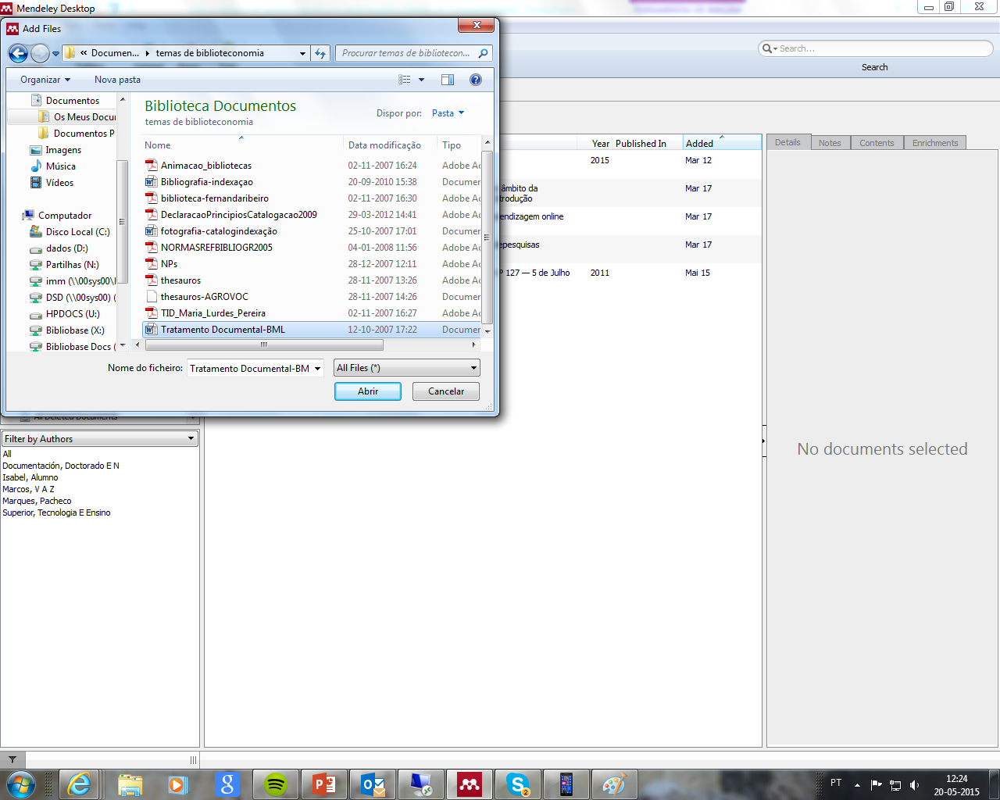 Mendeley Desktop
Add Files
« Documen... ▸ temas de biblioteconomia
Procurar temas de bibliotecon...
Search...
Search
Organizar
Nova pasta
Documentos
Os Meus Docu
Documentos P
Imagens
Música
Vídeos
Computador
Disco Local (C:)
dados (D:)
Partilhas (N:)
imm (\\00sys00\
DSD (\\00sys00) (
HPDOCS (U:)
Bibliobase (X:)
Bibliobase Docs (
Biblioteca Documentos
temas de biblioteconomia
Dispor por: Pasta
Nome Data modificação Tipo
Animacao_bibliotecas 02-11-2007 16:24 Adobe Ac
Bibliografia-indexaçao 20-09-2010 15:38 Documer
biblioteca-fernandaribeiro 02-11-2007 16:30 Adobe Ac
DeclaracaoPrincipiosCatalogacao2009 29-03-2012 14:41 Adobe Ac
fotografia-catalogindexação 25-10-2007 17:01 Documer
NORMASREFBIBLIOGR2005 04-01-2008 11:56 Adobe Ac
NPs 28-12-2007 12:11 Adobe Ac
thesauros 28-11-2007 13:26 Adobe Ac
thesauros-AGROVOC 28-11-2007 14:26 Documer
TID_Maria_Lurdes_Pereira 02-11-2007 16:27 Adobe Ac
Tratamento Documental-BML 12-10-2007 17:22 Documer
Nome do ficheiro: Tratamento Documental-BM
All Files (*)
Abrir
Cancelar
Year Published In Added
2015 Mar 12
âmbito da
trodução Mar 17
endizagem online Mar 17
pesquisas Mar 17
127 — 5 de Julho 2011 Mai 15
Details
Notes
Contents
Enrichments
No documents selected
All Deleted Documents
Filter by Authors
All
Documentación, Doctorado E N
Isabel, Alumno
Marcos, V A Z
Marques, Pacheco
Superior, Tecnologia E Ensino
PT
12:24
20-05-2015